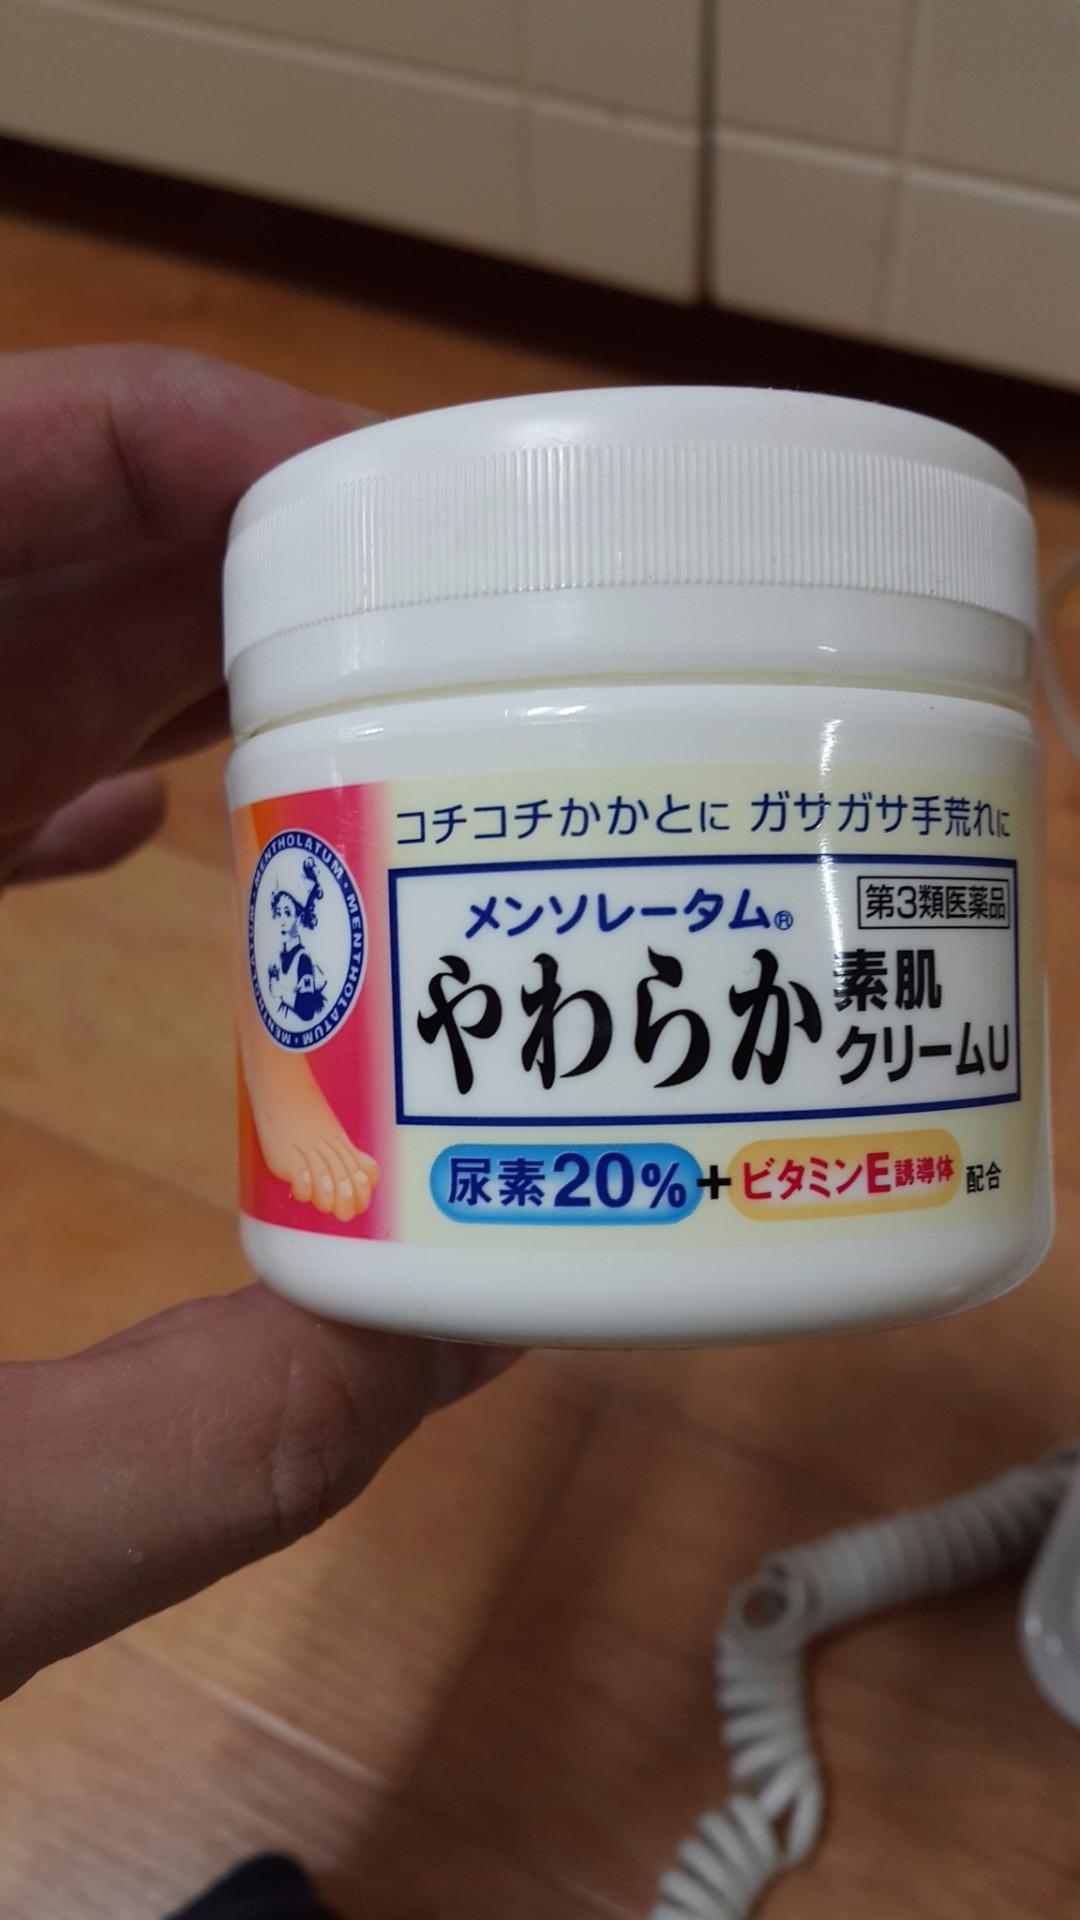 コチコチかかとに ガサガサ手荒れに
メンソレータム®
第3類医薬品
やわらか
素肌
クリームU
尿素20%+ビタミンE誘導体 配合
MENTHOLATUM・MENTHOLATUM・MENTHOLATUM